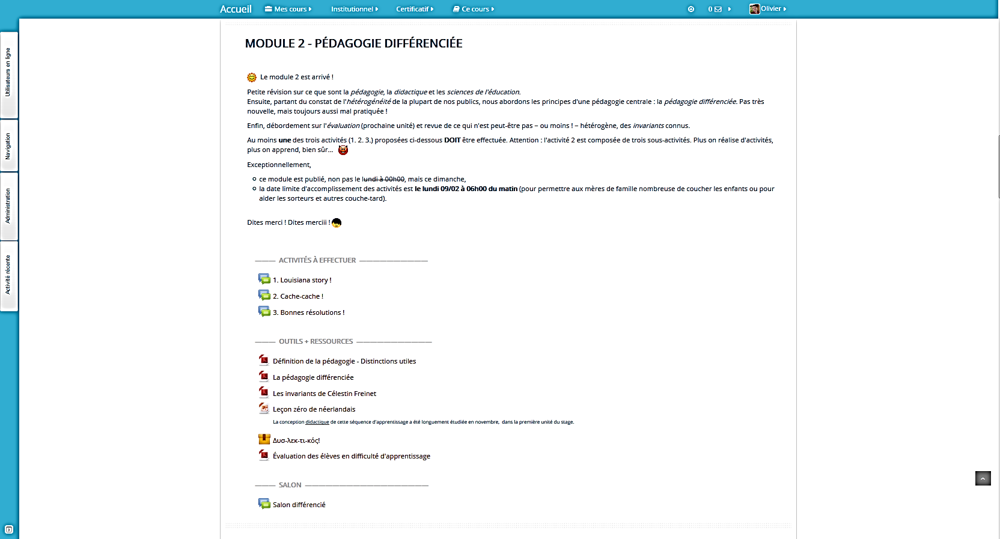 Accueil Mes cours Institutionnel Certificatif Ce cours 0 Olivier
Utilisateurs en ligne
Navigation
Administration
Activité récente
MODULE 2 - PÉDAGOGIE DIFFÉRENCIÉE
Le module 2 est arrivé !
Petite révision sur ce que sont la pédagogie, la didactique et les sciences de l'éducation.
Ensuite, partant du constat de l'hétérogénéité de la plupart de nos publics, nous abordons les principes d'une pédagogie centrale : la pédagogie différenciée. Pas très
nouvelle, mais toujours aussi mal pratiquée !
Enfin, débordement sur l'évaluation (prochaine unité) et revue de ce qui n'est peut-être pas – ou moins ! – hétérogène, des invariants connus.
Au moins une des trois activités (1. 2. 3.) proposées ci-dessous DOIT être effectuée. Attention : l'activité 2 est composée de trois sous-activités. Plus on réalise d'activités,
plus on apprend, bien sûr...
Exceptionnellement,
ce module est publié, non pas le lundi à 00h00, mais ce dimanche,
la date limite d'accomplissement des activités est le lundi 09/02 à 06h00 du matin (pour permettre aux mères de famille nombreuse de coucher les enfants ou pour
aider les sorteurs et autres couche-tard).
Dites merci ! Dites merciii !
ACTIVITÉS À EFFECTUER
1. Louisiana story !
2. Cache-cache !
3. Bonnes résolutions !
OUTILS + RESSOURCES
Définition de la pédagogie - Distinctions utiles
La pédagogie différenciée
Les invariants de Célestin Freinet
Leçon zéro de néerlandais
La conception didactique de cette séquence d'apprentissage a été longuement étudiée en novembre, dans la première unité du stage.
Δυσ-λεκ-τι-κός!
Évaluation des élèves en difficulté d'apprentissage
SALON
Salon différencié